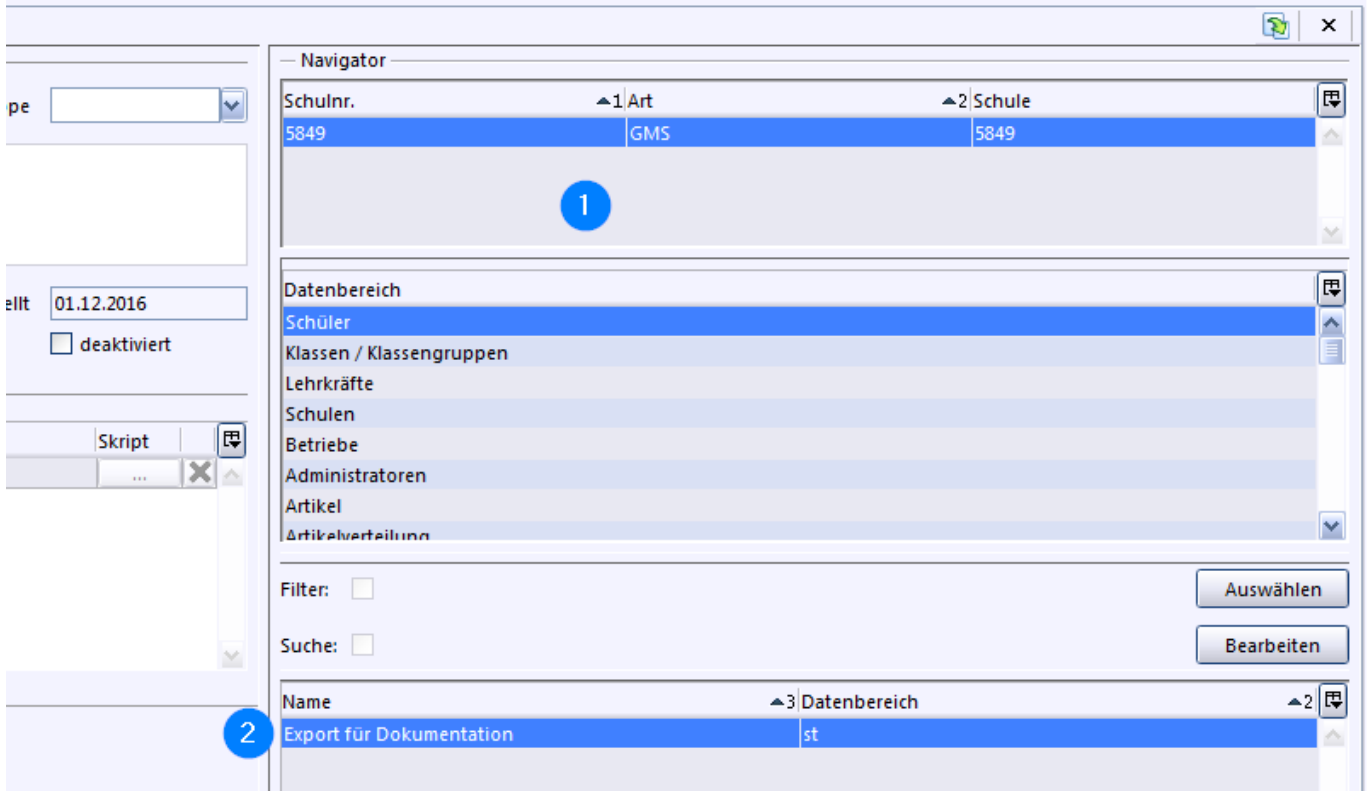 Navigator
Schulnr. 1 Art 2 Schule
5849 GMS 5849
1
Datenbereich
Schüler
Klassen / Klassengruppen
Lehrkräfte
Schulen
Betriebe
Administratoren
Artikel
Artikelverteilung
Filter: Auswählen
Suche: Bearbeiten
Name 3 Datenbereich 2
2 Export für Dokumentation st
ope
ellt 01.12.2016
deaktiviert
Skript
...